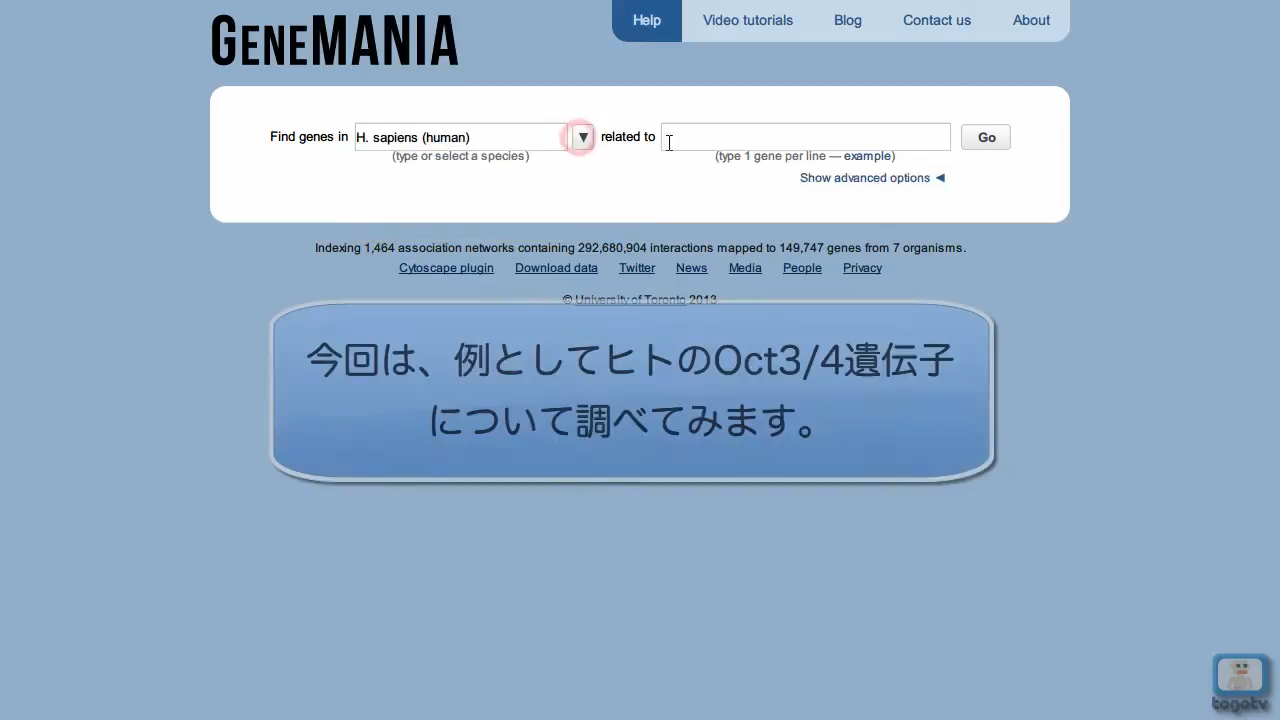 GENEMANIA
Help Video tutorials Blog Contact us About
Find genes in H. sapiens (human) ▼ related to Go
(type or select a species) (type 1 gene per line — example)
Show advanced options ◀
Indexing 1,464 association networks containing 292,680,904 interactions mapped to 149,747 genes from 7 organisms.
Cytoscape plugin Download data Twitter News Media People Privacy
© University of Toronto 2013
今回は、例としてヒトのOct3/4遺伝子
について調べてみます。
togotv